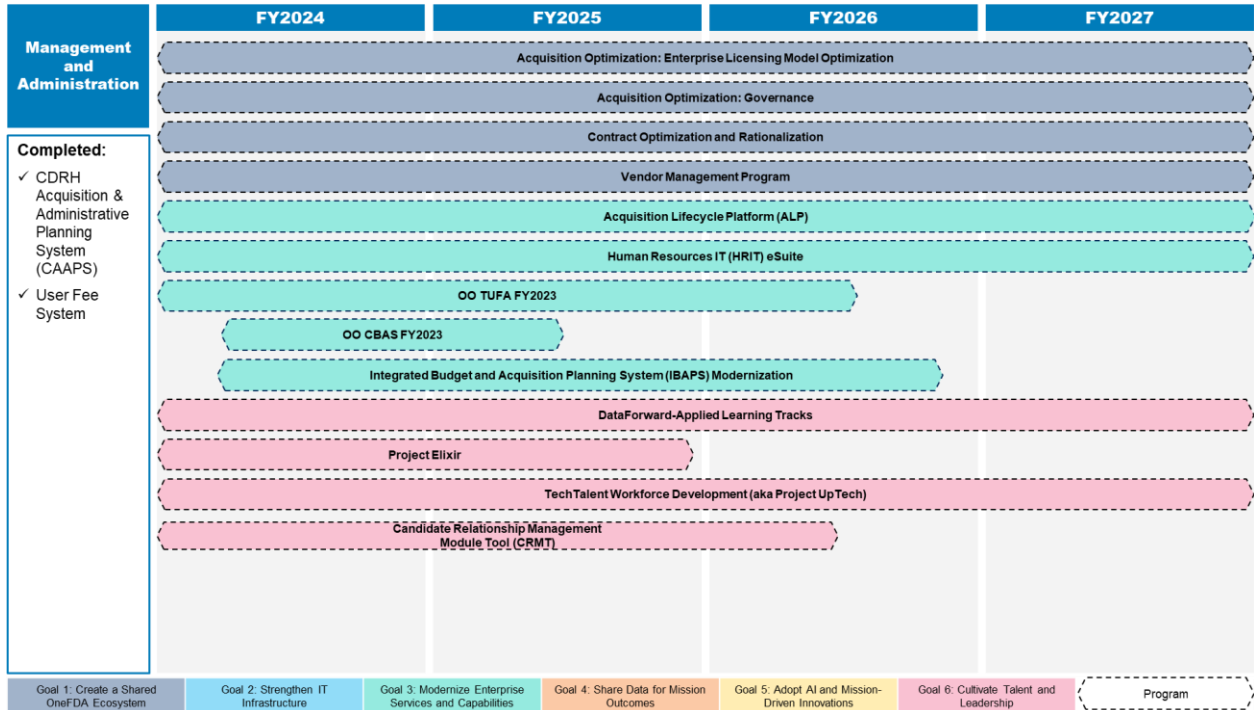 Management
and
Administration
FY2024
FY2025
FY2026
FY2027
Completed:
✓ CDRH
Acquisition &
Administrative
Planning
System
(CAAPS)
✓ User Fee
System
Acquisition Optimization: Enterprise Licensing Model Optimization
Acquisition Optimization: Governance
Contract Optimization and Rationalization
Vendor Management Program
Acquisition Lifecycle Platform (ALP)
Human Resources IT (HRIT) eSuite
OO TUFA FY2023
OO CBAS FY2023
Integrated Budget and Acquisition Planning System (IBAPS) Modernization
DataForward-Applied Learning Tracks
Project Elixir
TechTalent Workforce Development (aka Project UpTech)
Candidate Relationship Management
Module Tool (CRMT)
Goal 1: Create a Shared
OneFDA Ecosystem
Goal 2: Strengthen IT
Infrastructure
Goal 3: Modernize Enterprise
Services and Capabilities
Goal 4: Share Data for Mission
Outcomes
Goal 5: Adopt AI and Mission-
Driven Innovations
Goal 6: Cultivate Talent and
Leadership
Program